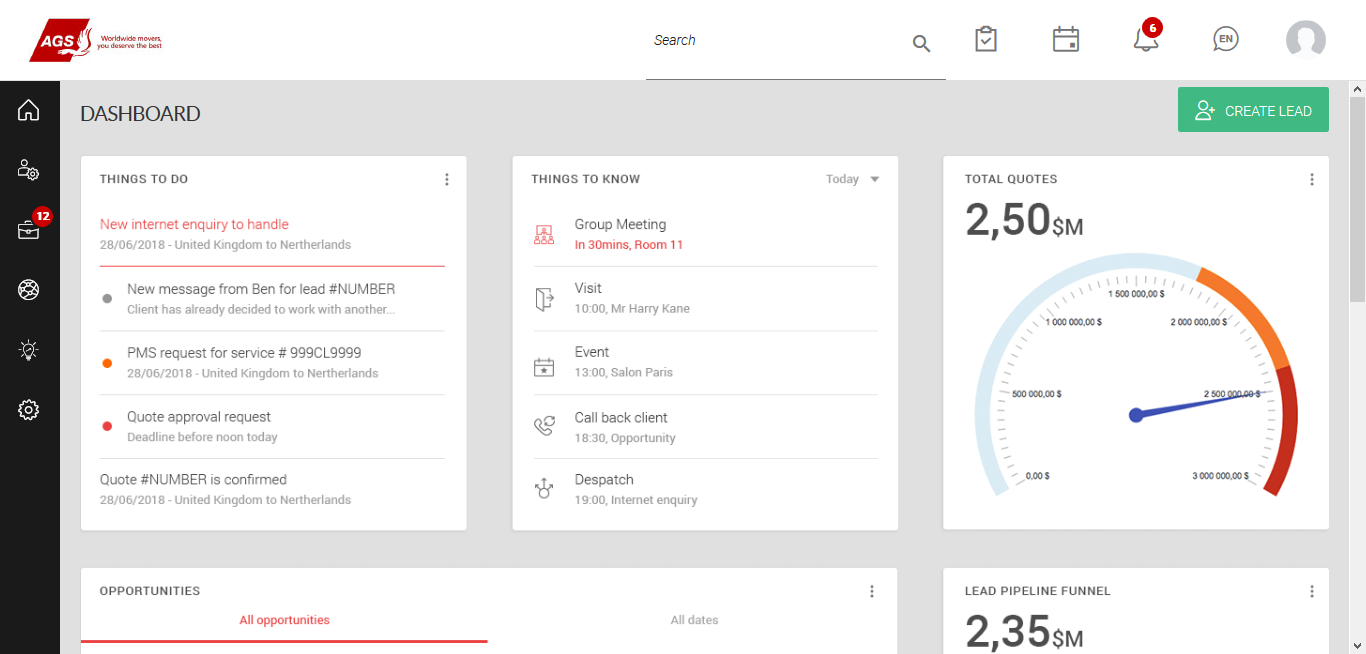 AGS
Worldwide movers,
you deserve the best
Search
6
EN
DASHBOARD
CREATE LEAD
12
THINGS TO DO
New internet enquiry to handle
28/06/2018 - United Kingdom to Nertherlands
New message from Ben for lead #NUMBER
Client has already decided to work with another...
PMS request for service # 999CL9999
28/06/2018 - United Kingdom to Nertherlands
Quote approval request
Deadline before noon today
Quote #NUMBER is confirmed
28/06/2018 - United Kingdom to Nertherlands
THINGS TO KNOW
Today
Group Meeting
In 30mins, Room 11
Visit
10:00, Mr Harry Kane
Event
13:00, Salon Paris
Call back client
18:30, Opportunity
Despatch
19:00, Internet enquiry
TOTAL QUOTES
2,50$M
1 500 000,00 $
1 000 000,00 $
2 000 000,00 $
500 000,00 $
2 500 000,00 $
0,00 $
3 000 000,00 $
OPPORTUNITIES
All opportunities
All dates
LEAD PIPELINE FUNNEL
2,35$M